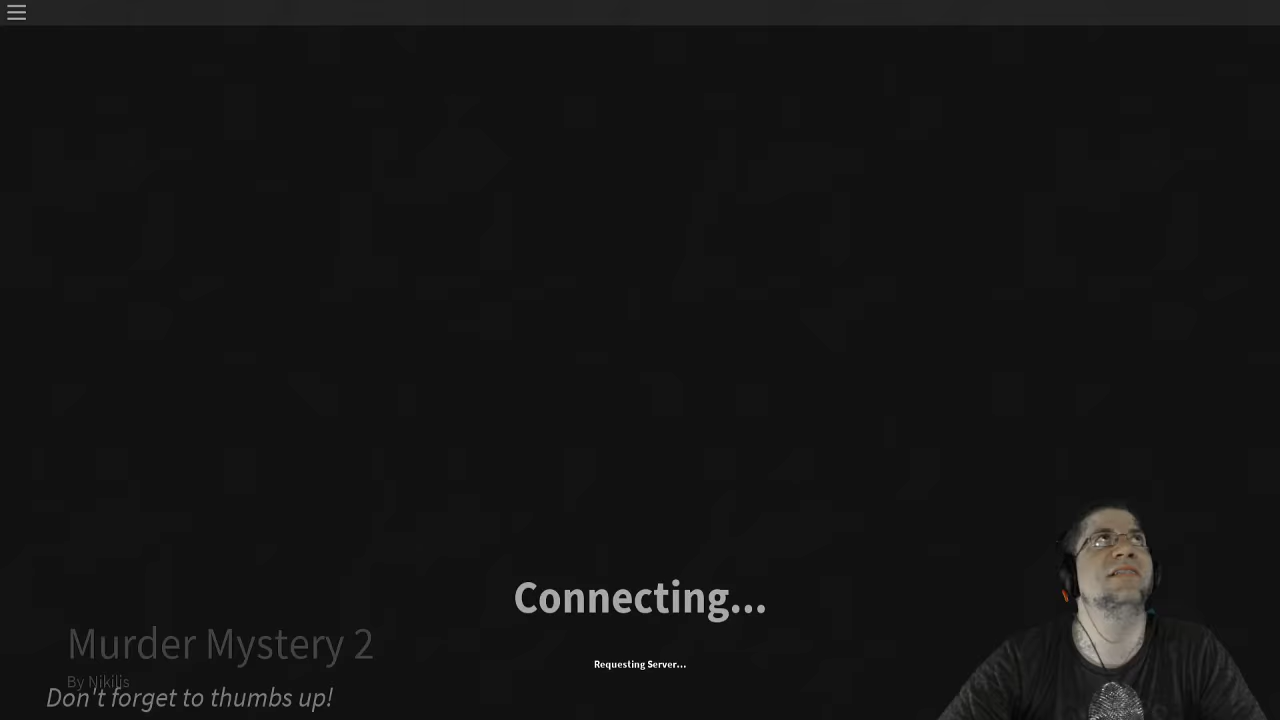 Connecting...
Murder Mystery 2
Requesting Server...
By Nikilis
Don't forget to thumbs up!